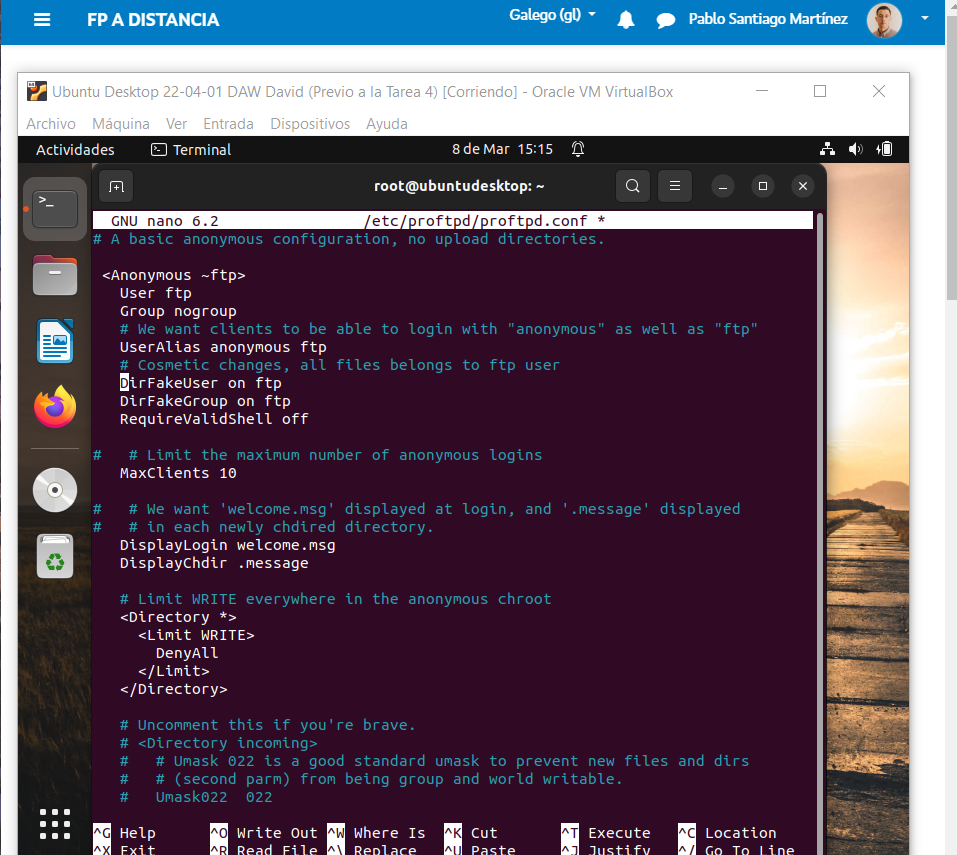 FP A DISTANCIA
Galego (gl)
Pablo Santiago Martínez
Ubuntu Desktop 22-04-01 DAW David (Previo a la Tarea 4) [Corriendo] - Oracle VM VirtualBox
Archivo Máquina Ver Entrada Dispositivos Ayuda
Actividades Terminal 8 de Mar 15:15
root@ubuntudesktop: ~
GNU nano 6.2 /etc/proftpd/proftpd.conf *
# A basic anonymous configuration, no upload directories.
<Anonymous ~ftp>
User ftp
Group nogroup
# We want clients to be able to login with "anonymous" as well as "ftp"
UserAlias anonymous ftp
# Cosmetic changes, all files belongs to ftp user
DirFakeUser on ftp
DirFakeGroup on ftp
RequireValidShell off
#   # Limit the maximum number of anonymous logins
MaxClients 10
#   # We want 'welcome.msg' displayed at login, and '.message' displayed
#   # in each newly chdired directory.
DisplayLogin welcome.msg
DisplayChdir .message
# Limit WRITE everywhere in the anonymous chroot
<Directory *>
<Limit WRITE>
DenyAll
</Limit>
</Directory>
# Uncomment this if you're brave.
# <Directory incoming>
#   # Umask 022 is a good standard umask to prevent new files and dirs
#   # (second parm) from being group and world writable.
#   Umask022  022
^G Help ^O Write Out ^W Where Is ^K Cut ^T Execute ^C Location
^X Exit ^R Read File ^\ Replace ^U Paste ^J Justify ^/ Go To Line